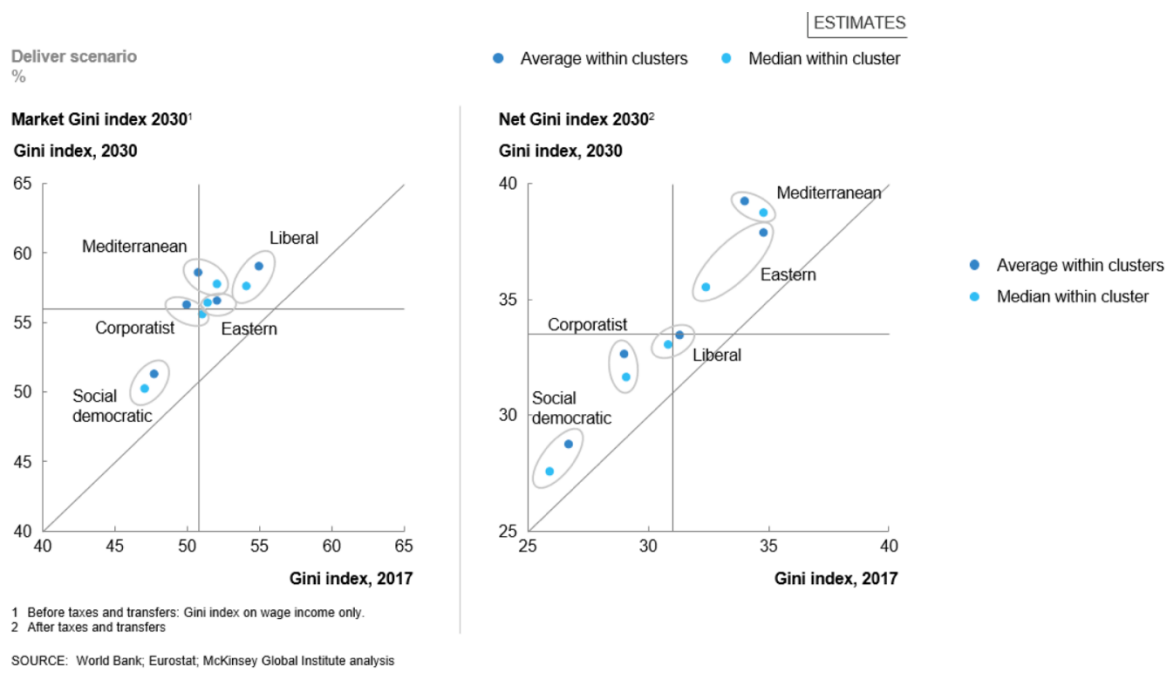 ESTIMATES
Deliver scenario
%
Average within clusters
Median within cluster
Market Gini index 2030¹
Gini index, 2030
65
60
55
50
45
40
Mediterranean
Liberal
Corporatist
Eastern
Social
democratic
40
45
50
55
60
65
Gini index, 2017
Net Gini index 2030²
Gini index, 2030
40
35
30
25
Mediterranean
Eastern
Corporatist
Liberal
Social
democratic
25
30
35
40
Gini index, 2017
Average within clusters
Median within cluster
1 Before taxes and transfers: Gini index on wage income only.
2 After taxes and transfers
SOURCE: World Bank; Eurostat; McKinsey Global Institute analysis